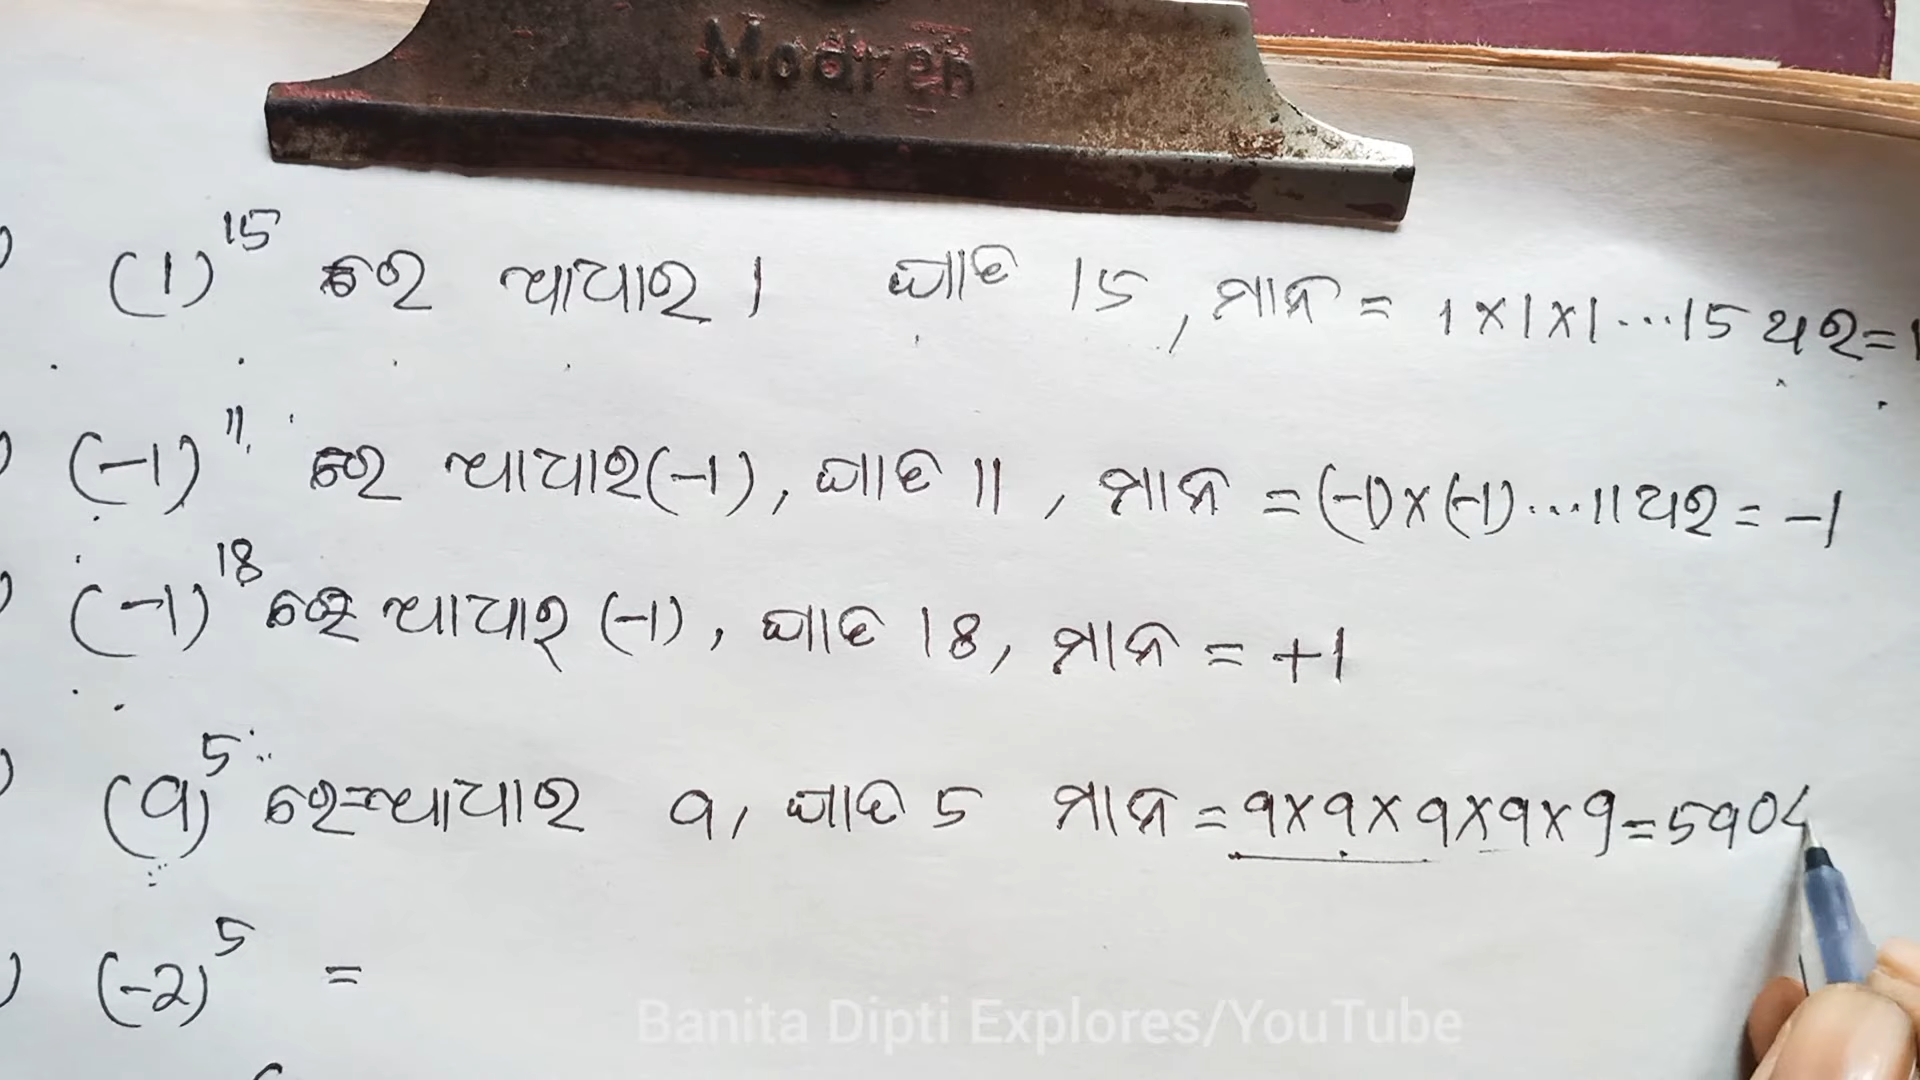 Modren
(1)^15 ରେ ଆଧାର 1 ଘାତ 15, ମାନ = 1 x 1 x 1 ...15 ଥର = 1
(-1)^11 ରେ ଆଧାର (-1), ଘାତ 11, ମାନ = (-1) x (-1) ...11 ଥର = -1
(-1)^18 ରେ ଆଧାର (-1), ଘାତ 18, ମାନ = +1
(9)^5 ରେ ଆଧାର 9, ଘାତ 5 ମାନ = 9 x 9 x 9 x 9 x 9 = 5904
(-2)^5 =
Banita Dipti Explores/YouTube